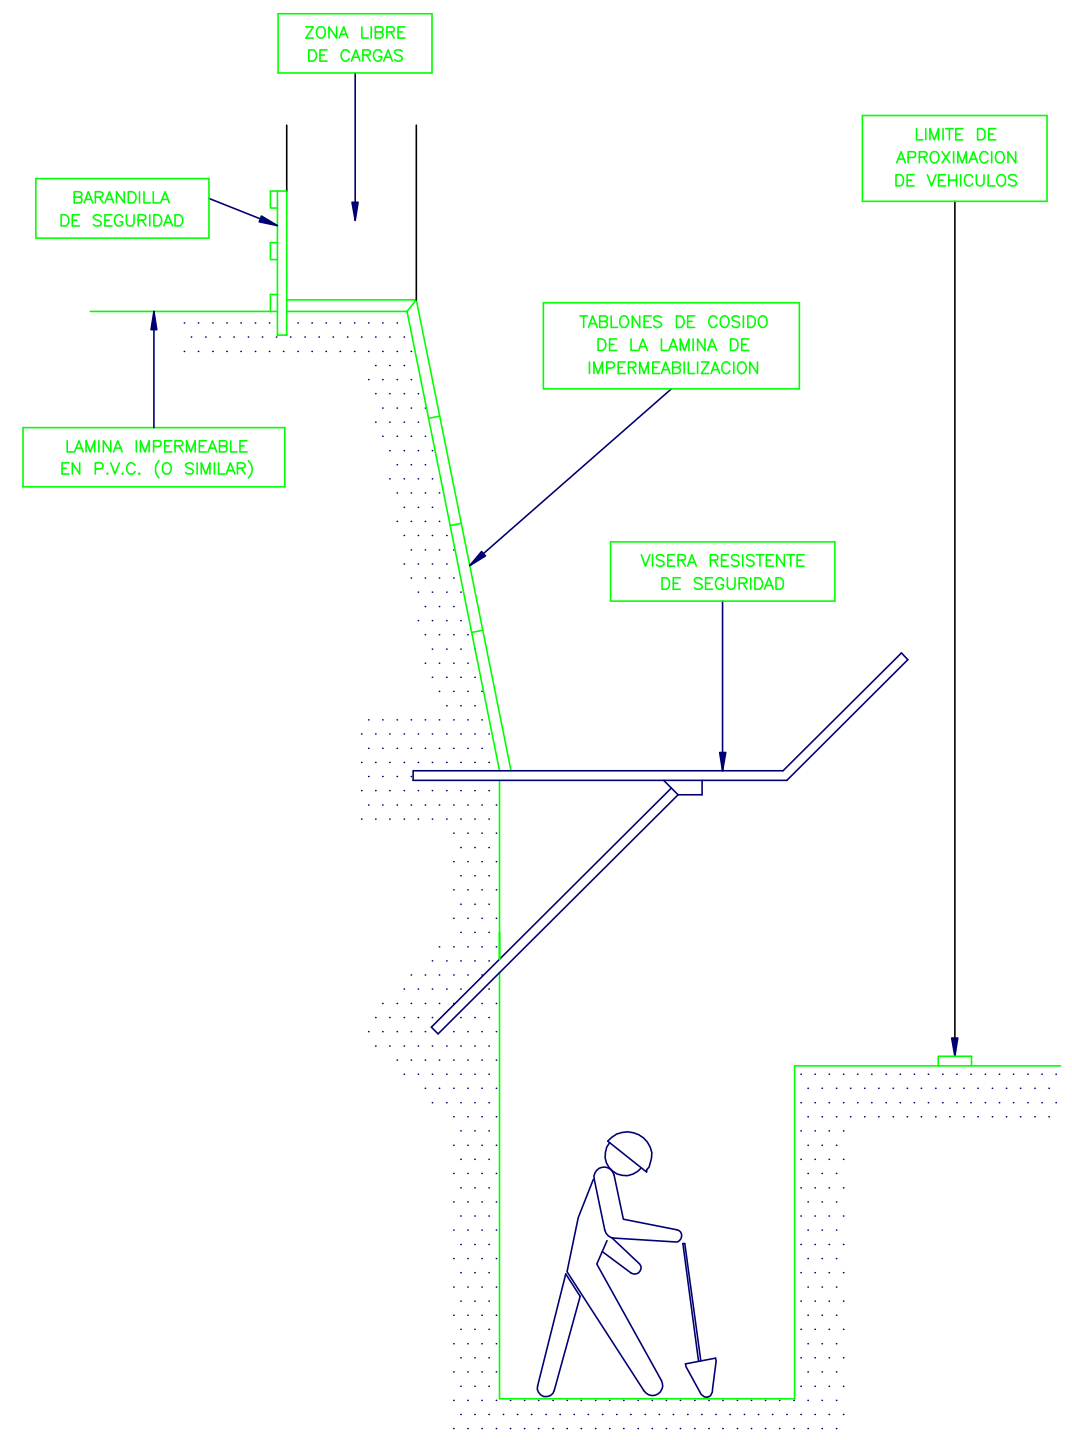 ZONA LIBRE
DE CARGAS
LIMITE DE
APROXIMACION
DE VEHICULOS
BARANDILLA
DE SEGURIDAD
TABLONES DE COSIDO
DE LA LAMINA DE
IMPERMEABILIZACION
LAMINA IMPERMEABLE
EN P.V.C. (O SIMILAR)
VISERA RESISTENTE
DE SEGURIDAD